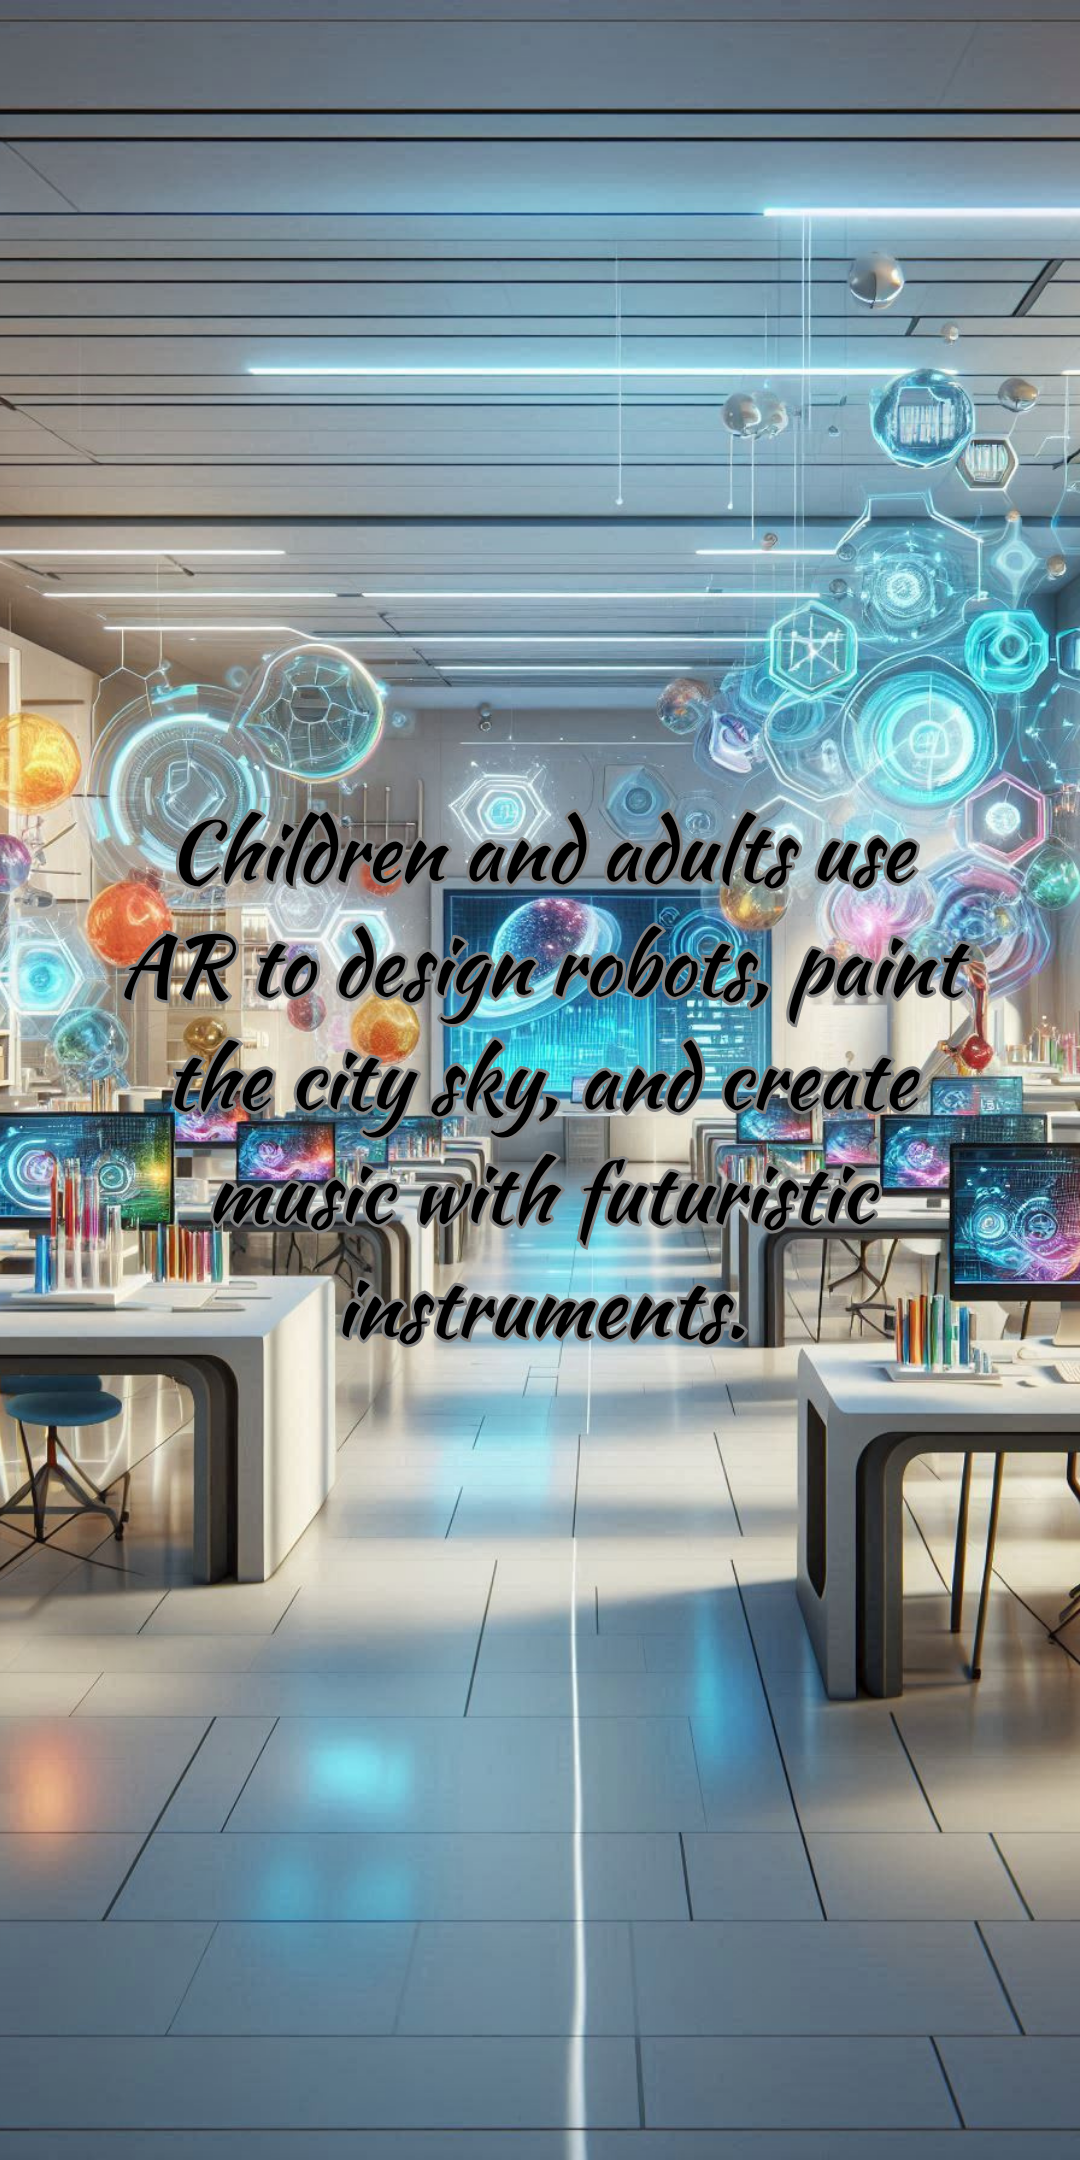 Children and adults use
AR to design robots, paint
the city sky, and create
music with futuristic
instruments.